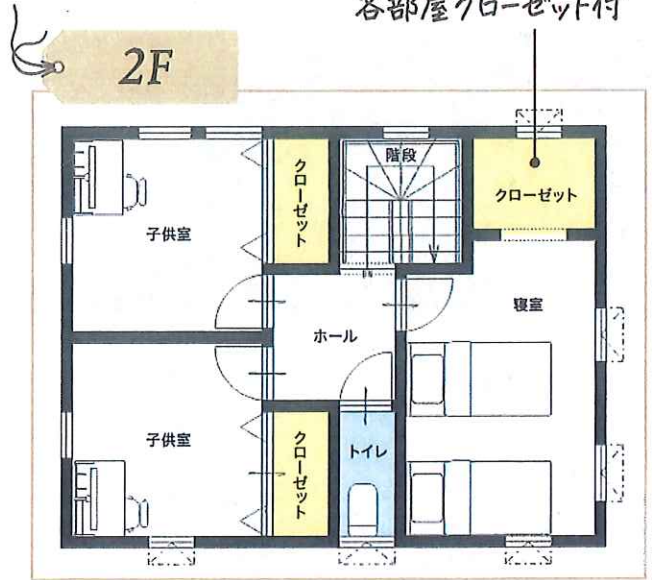 各部屋クローゼット付
2F
階段
クローゼット
クローゼット
子供室
寝室
ホール
子供室
クローゼット
トイレ